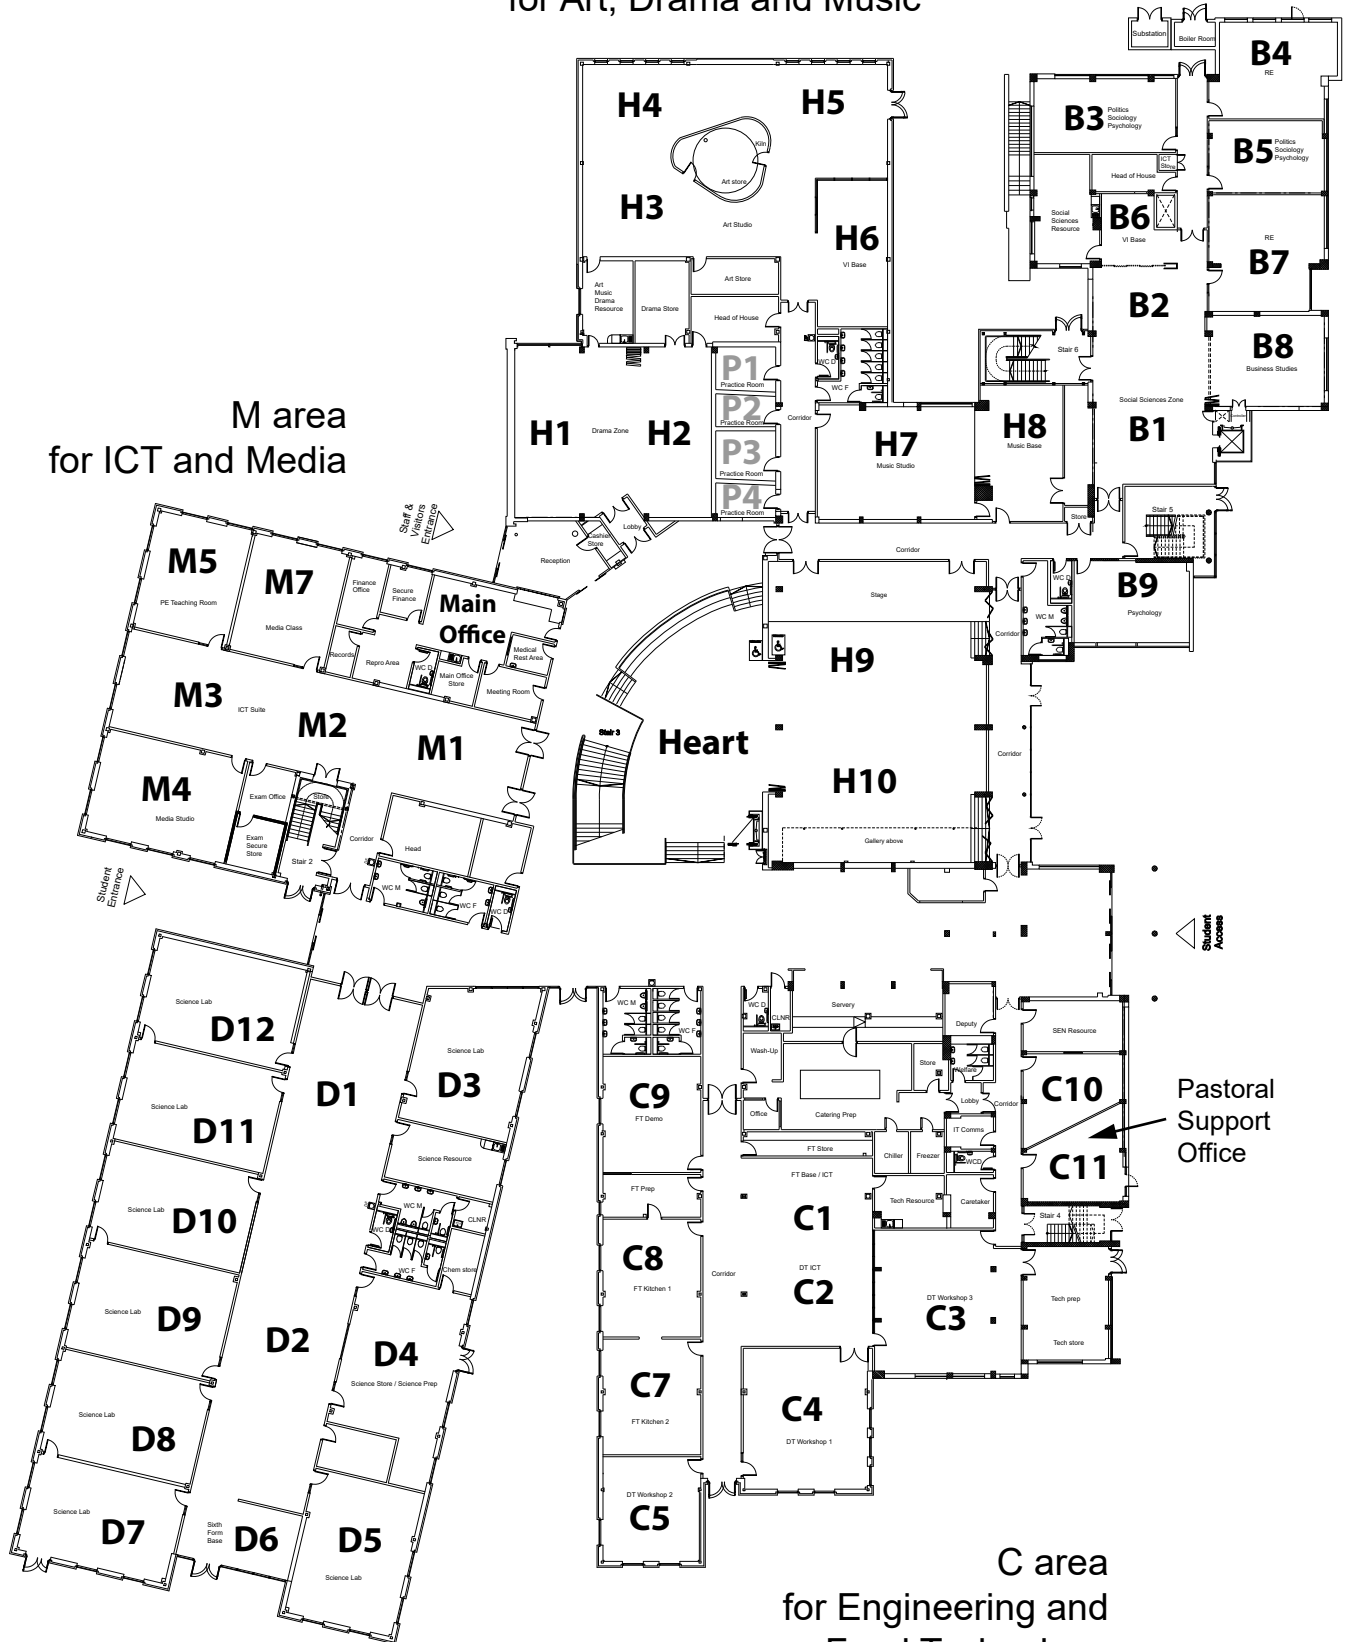 for Art, Drama and Music
Substation
Boiler Room
B4
RE
H4
H5
B3
Politics
Sociology
Psychology
B5
Politics
Sociology
Psychology
Kiln
Art store
ICT
Store
Head of House
H3
Art Studio
Social
Sciences
Resource
B6
VI Base
H6
VI Base
RE
B7
Art
Music
Drama
Resource
Drama Store
Art Store
Head of House
B2
B8
Business Studies
Stair 6
WC D
WC F
P1
Practice Room
P2
Practice Room
P3
Practice Room
P4
Practice Room
Corridor
Social Sciences Zone
B1
M area
for ICT and Media
H1
Drama Zone
H2
H7
Music Studio
H8
Music Base
Store
Stair 5
Staff &
Visitors
Entrance
Lobby
Cashier
Store
Reception
Corridor
M5
PE Teaching Room
M7
Media Class
Finance
Office
Secure
Finance
Main
Office
Stage
WC D
WC M
B9
Psychology
Corridor
Records
Repro Area
WC D
Main Office
Store
Medical
Rest Area
Meeting Room
H9
M3
ICT Suite
M2
M1
Stair 3
Heart
Corridor
H10
M4
Media Studio
Exam Office
Store
Exam
Secure
Store
Stair 2
Corridor
Head
Gallery above
WC M
WC F
WC D
Student
Entrance
Student
Access
Science Lab
D12
Science Lab
D3
WC M
WC F
WC D
CLNR
Servery
Deputy
SEN Resource
D1
Wash-Up
Store
Welfare
C10
Pastoral
Support
Office
Science Lab
D11
C9
FT Demo
Office
Catering Prep
Lobby
Corridor
IT Comms
FT Store
Chiller
Freezer
WCD
C11
Science Resource
FT Base / ICT
FT Prep
Tech Resource
Caretaker
Science Lab
D10
WC M
WC D
CLNR
WC F
Chem store
C1
Stair 4
C8
FT Kitchen 1
Corridor
DT ICT
C2
DT Workshop 3
C3
Tech prep
Tech store
Science Lab
D9
D2
D4
Science Store / Science Prep
C7
FT Kitchen 2
C4
DT Workshop 1
Science Lab
D8
DT Workshop 2
C5
Science Lab
D7
Sixth
Form
Base
D6
D5
Science Lab
C area
for Engineering and